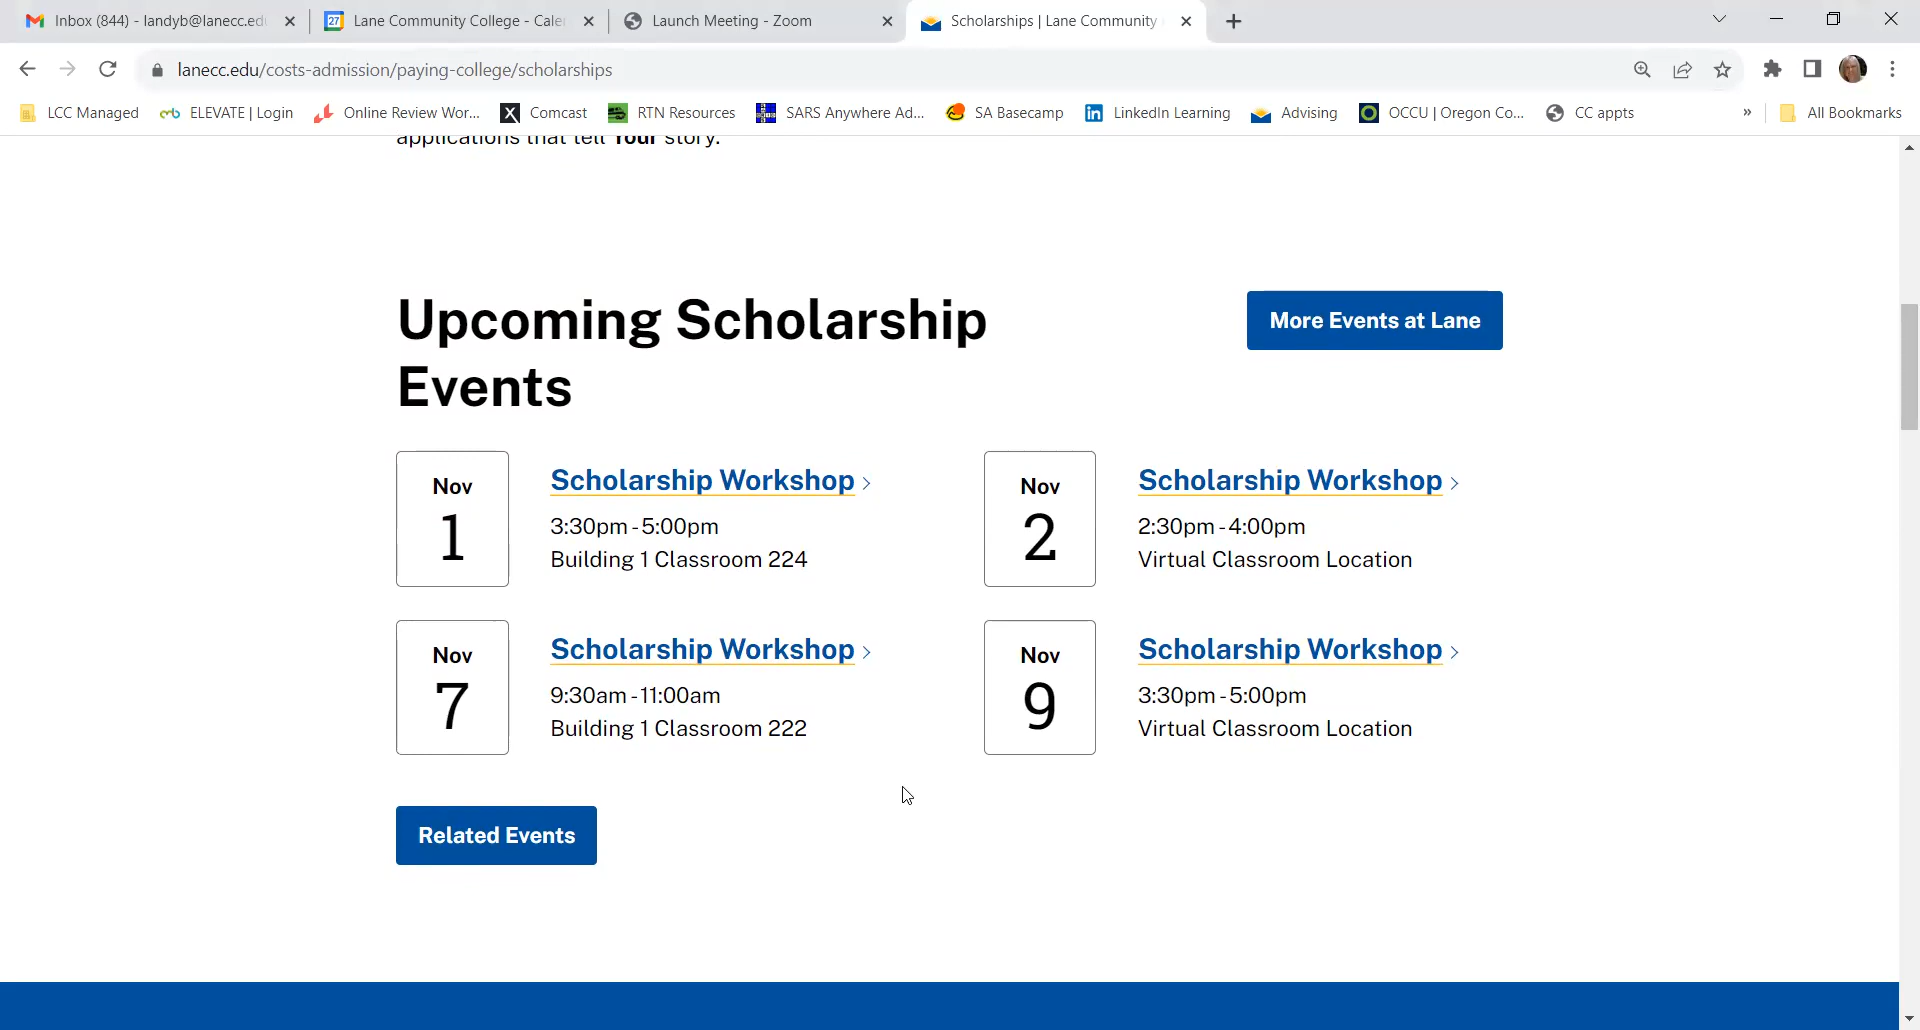 Inbox (844) - landyb@lanecc.ed
Lane Community College - Cale
Launch Meeting - Zoom
Scholarships | Lane Community
lanecc.edu/costs-admission/paying-college/scholarships
LCC Managed
ELEVATE | Login
Online Review Wor...
Comcast
RTN Resources
SARS Anywhere Ad...
SA Basecamp
LinkedIn Learning
Advising
OCCU | Oregon Co...
CC appts
»
All Bookmarks
applications that tell Your story.
Upcoming Scholarship
Events
More Events at Lane
Nov
1
Scholarship Workshop
3:30pm - 5:00pm
Building 1 Classroom 224
Nov
2
Scholarship Workshop
2:30pm - 4:00pm
Virtual Classroom Location
Nov
7
Scholarship Workshop
9:30am - 11:00am
Building 1 Classroom 222
Nov
9
Scholarship Workshop
3:30pm - 5:00pm
Virtual Classroom Location
Related Events